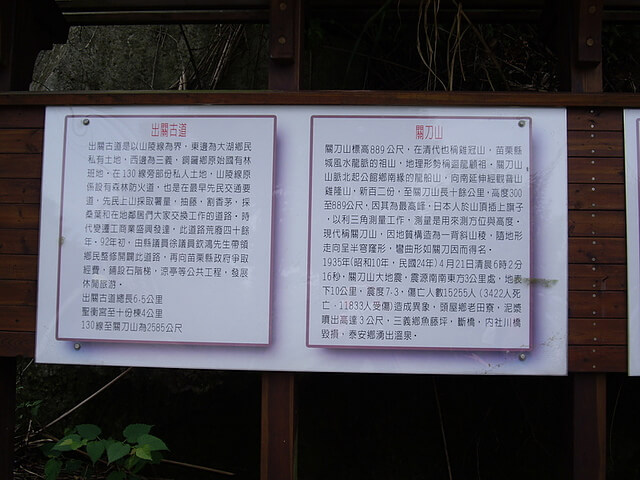 出關古道
出關古道是以山陵線為界，東邊為大湖鄉民
私有土地，西邊為三義，銅鑼鄉原始國有林
班地，在130線旁部份私人土地，山陵線原
係設有森林防火道，也是在最早先民交通要
道，先民上山採取薯量，抽藤，割香茅，採
桑葉和在地鄰居們大家交換工作的道路，時
代變遷工商業盛興發達，此道路荒廢四十餘
年。92年初，由縣議員徐議員欽鴻先生帶領
鄉民整修開闢此道路，再向苗栗縣政府爭取
經費，鋪設石階梯，涼亭等公共工程，發展
休閒旅遊。
出關古道總長6.5公里
聖衡宮至十份崠4公里
130線至關刀山為2585公尺
關刀山
關刀山標高889公尺，在清代也稱雞冠山，苗栗縣
城風水龍脈的祖山，地理形勢稱迴龍顧祖，關刀山
山脈北起公館鄉南緣的龍船山，向南延伸經觀音山
雞隆山，新百二份，至關刀山長十餘公里，高度300
至889公尺。因其為最高峰，日本人於山頂插上旗子
，以利三角測量工作，測量是用來測方位與高度。
現代稱關刀山，因地質構造為一背斜山稜，隨地形
走向呈半窀窿形，彎曲形如關刀因而得名。
1935年(昭和10年，民國24年)4月21日清晨6時2分
16秒，關刀山大地震，震源南南東方3公里處，地表
下10公里，震度7-3，傷亡人數15255人(3422人死
亡．11833人受傷)造成異象，頭屋鄉老田寮，泥漿
噴出高達3公尺，三義鄉魚藤坪，斷橋，內社川橋
毀損，泰安鄉湧出溫泉。